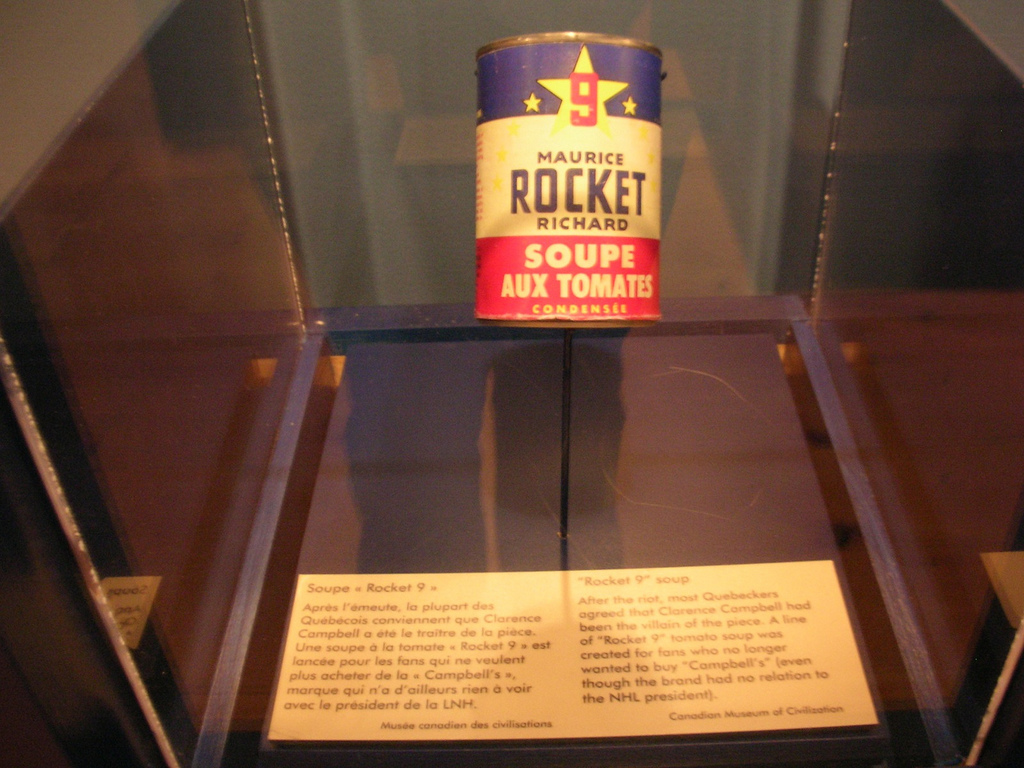 9
MAURICE
ROCKET
RICHARD
SOUPE
AUX TOMATES
CONDENSÉE
Soupe « Rocket 9 »
Après l'émeute, la plupart des
Québécois conviennent que Clarence
Campbell a été le traître de la pièce.
Une soupe à la tomate « Rocket 9 » est
lancée pour les fans qui ne veulent
plus acheter de la « Campbell's »,
marque qui n'a d'ailleurs rien à voir
avec le président de la LNH.
Musée canadien des civilisations
"Rocket 9" soup
After the riot, most Quebeckers
agreed that Clarence Campbell had
been the villain of the piece. A line
of "Rocket 9" tomato soup was
created for fans who no longer
wanted to buy "Campbell's" (even
though the brand had no relation to
the NHL president).
Canadian Museum of Civilization